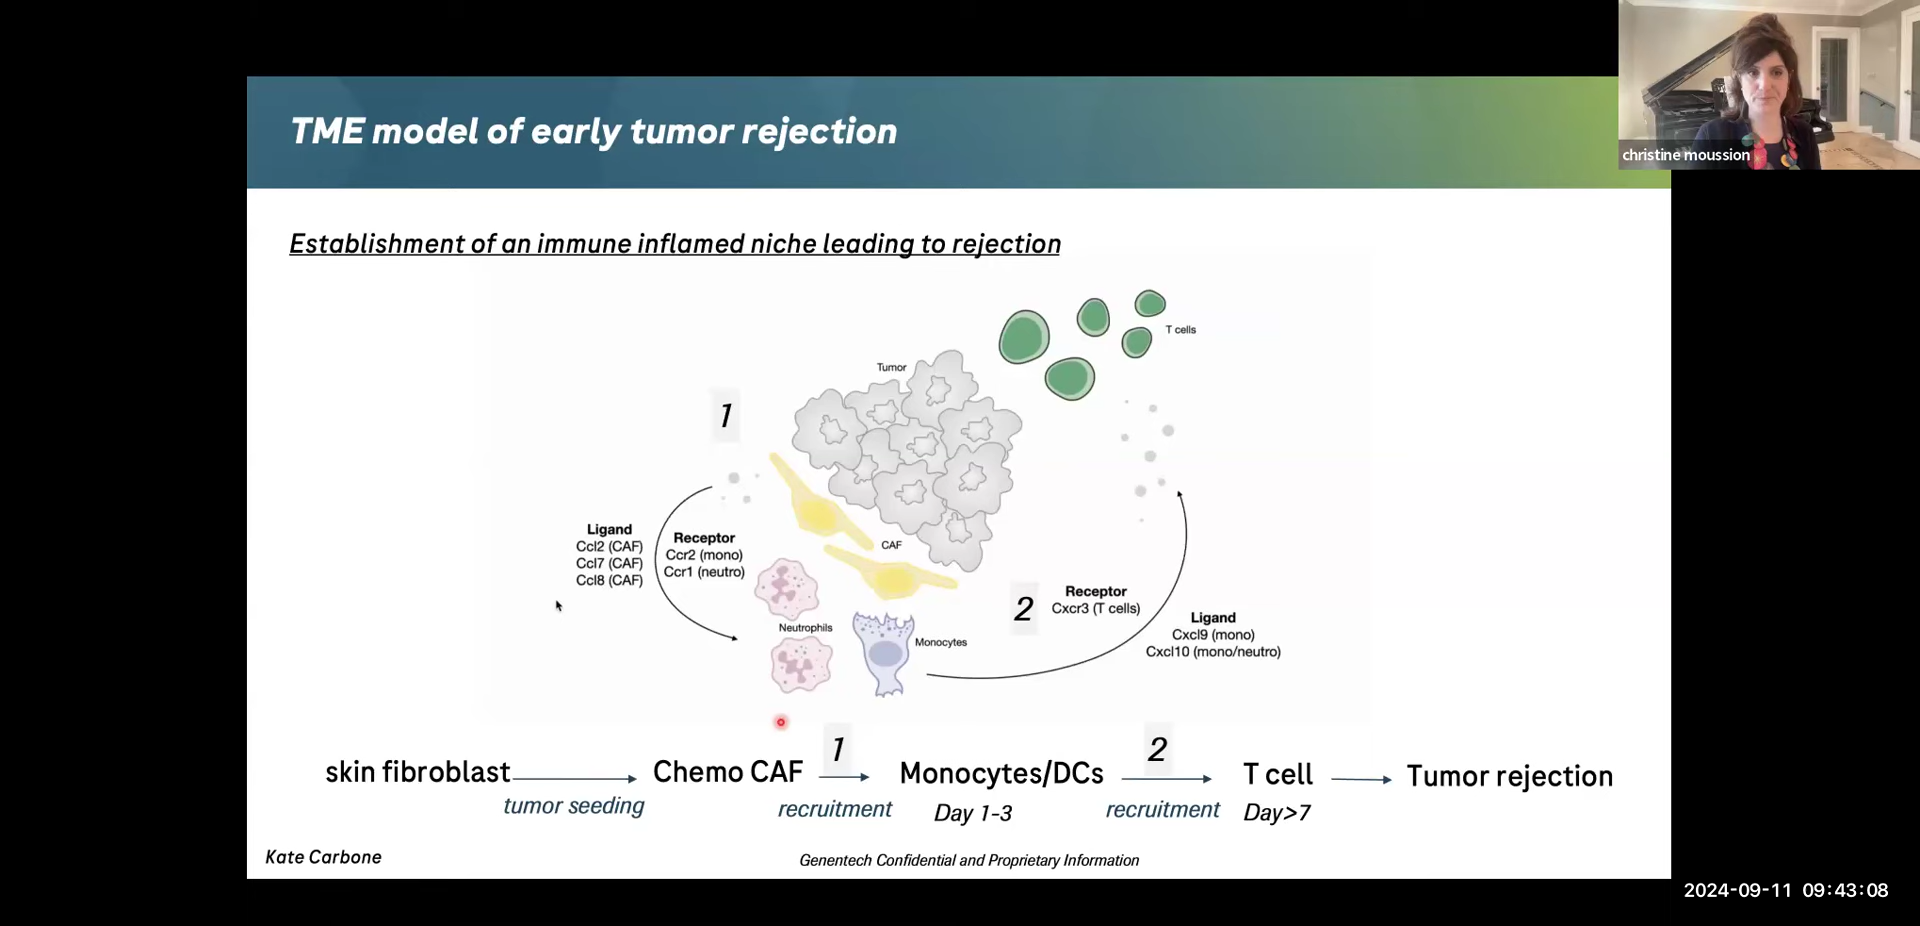 TME model of early tumor rejection
christine moussion
Establishment of an immune inflamed niche leading to rejection
T cells
Tumor
1
Ligand
Ccl2 (CAF)
Ccl7 (CAF)
Ccl8 (CAF)
Receptor
Ccr2 (mono)
Ccr1 (neutro)
CAF
Neutrophils
Monocytes
2
Receptor
Cxcr3 (T cells)
Ligand
Cxcl9 (mono)
Cxcl10 (mono/neutro)
1
2
skin fibroblast
Chemo CAF
Monocytes/DCs
T cell
Tumor rejection
tumor seeding
recruitment
Day 1-3
recruitment
Day>7
Kate Carbone
Genentech Confidential and Proprietary Information
2024-09-11 09:43:08